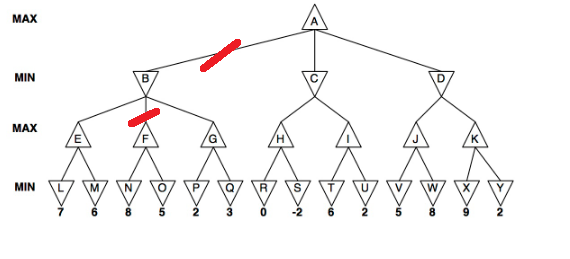 MAX A
MIN B C D
MAX E F G H I J K
MIN L M N O P Q R S T U V W X Y
7 6 8 5 2 3 0 -2 6 2 5 8 9 2